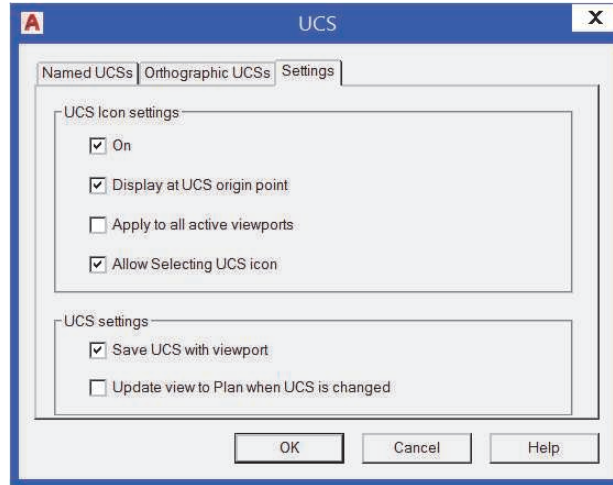 A
UCS
X
Named UCSs Orthographic UCSs Settings
UCS Icon settings
On
Display at UCS origin point
Apply to all active viewports
Allow Selecting UCS icon
UCS settings
Save UCS with viewport
Update view to Plan when UCS is changed
OK Cancel Help